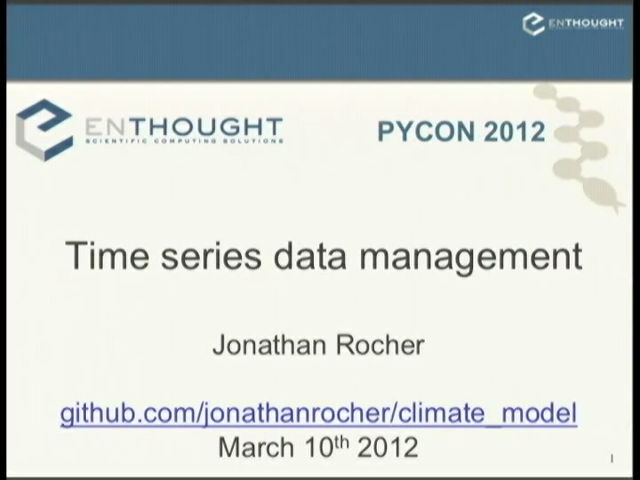 ENTHOUGHT
ENTHOUGHT
SCIENTIFIC COMPUTING SOLUTIONS
PYCON 2012
Time series data management
Jonathan Rocher
github.com/jonathanrocher/climate_model
March 10th 2012